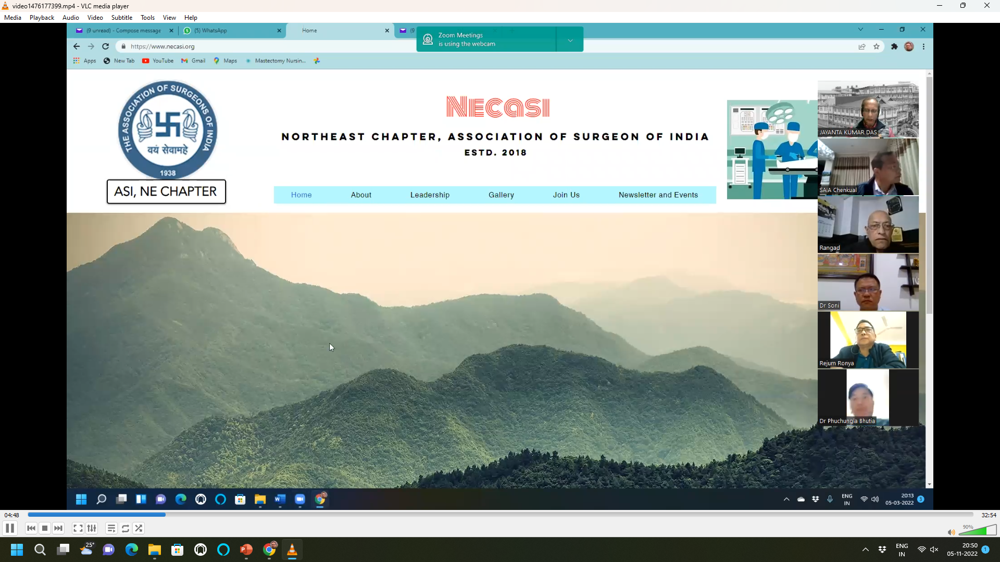 video1476177399.mp4 - VLC media player
Media Playback Audio Video Subtitle Tools View Help
(9 unread) - Compose message
(5) WhatsApp
Home
(9
Zoom Meetings
is using the webcam
https://www.necasi.org
Apps New Tab YouTube Gmail Maps Mastectomy Nursin...
THE ASSOCIATION OF SURGEONS OF INDIA
वयं सेवामहे
1938
ASI, NE CHAPTER
Necasi
NORTHEAST CHAPTER, ASSOCIATION OF SURGEON OF INDIA
ESTD. 2018
Home About Leadership Gallery Join Us Newsletter and Events
JAYANTA KUMAR DAS
SAIA Chenkual
Rangad
Dr Soni
Rejum Ronya
Dr Phuchungla Bhutia
ENG
IN
20:13
05-03-2022
3
04:48
32:54
90%
25°
ENG
IN
20:50
05-11-2022
1